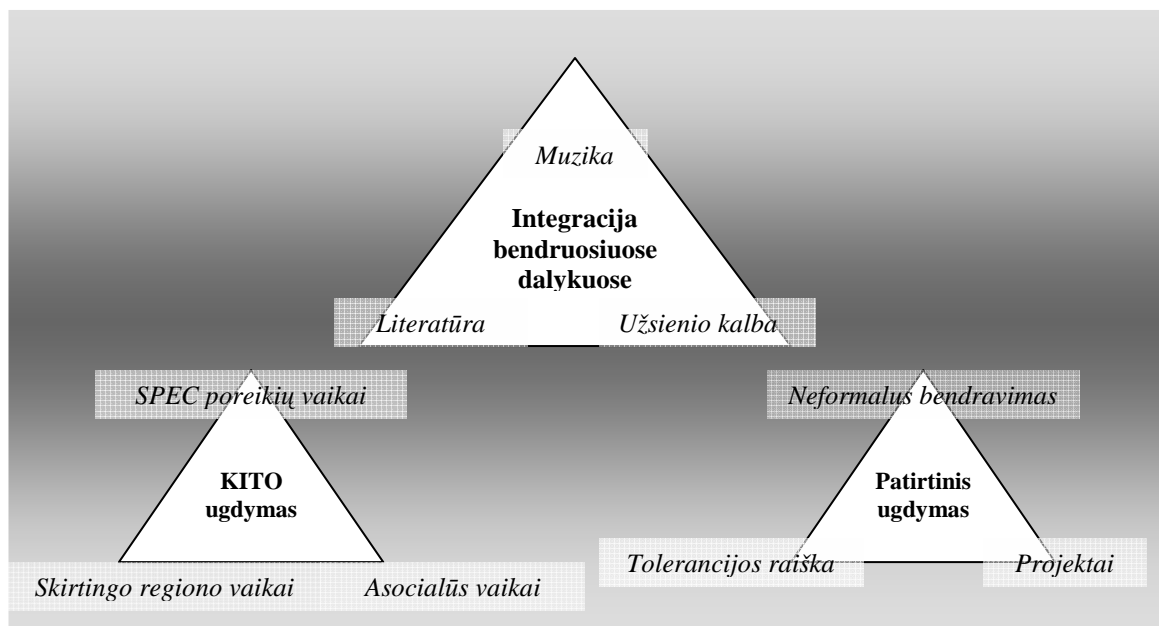 Muzika
Integracija
bendruosiuose
dalykuose
Literatūra
Užsienio kalba
SPEC poreikių vaikai
KITO
ugdymas
Skirtingo regiono vaikai
Asocialūs vaikai
Neformalus bendravimas
Patirtinis
ugdymas
Tolerancijos raiška
Projektai